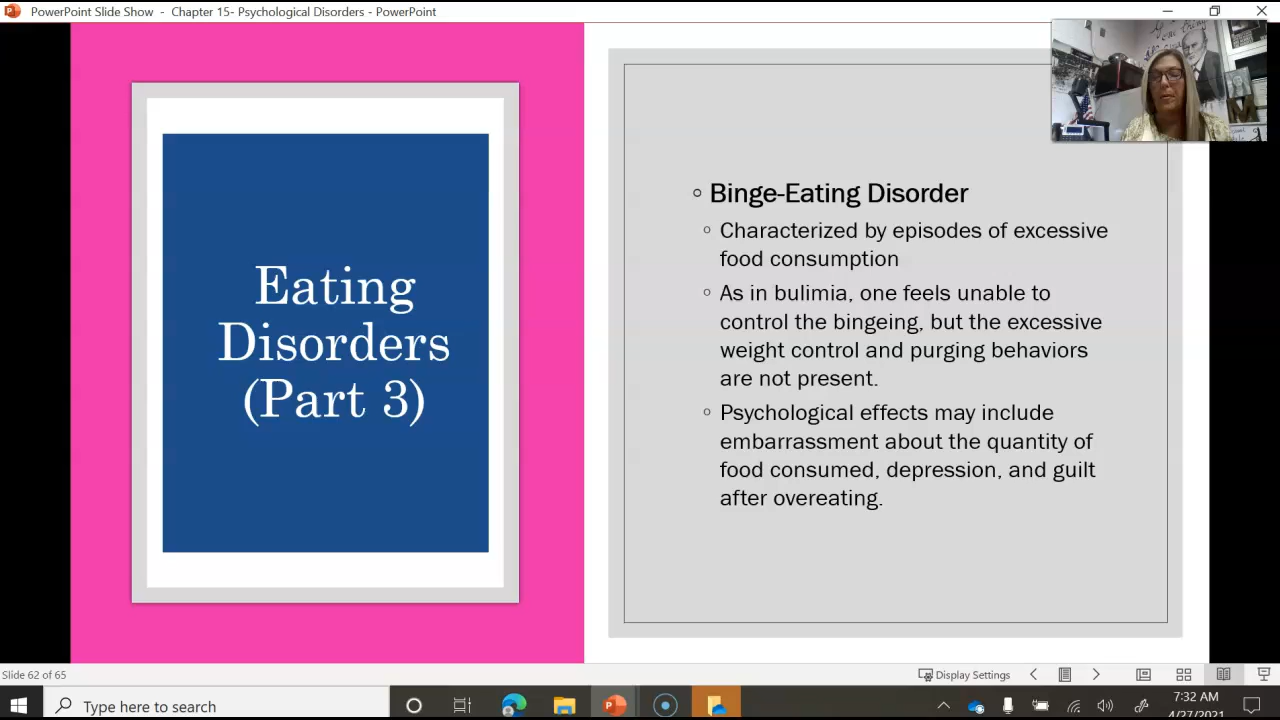 PowerPoint Slide Show - Chapter 15- Psychological Disorders - PowerPoint
Eating
Disorders
(Part 3)
○ Binge-Eating Disorder
○ Characterized by episodes of excessive
food consumption
○ As in bulimia, one feels unable to
control the bingeing, but the excessive
weight control and purging behaviors
are not present.
○ Psychological effects may include
embarrassment about the quantity of
food consumed, depression, and guilt
after overeating.
Slide 62 of 65
Display Settings
Type here to search
7:32 AM
4/27/2021